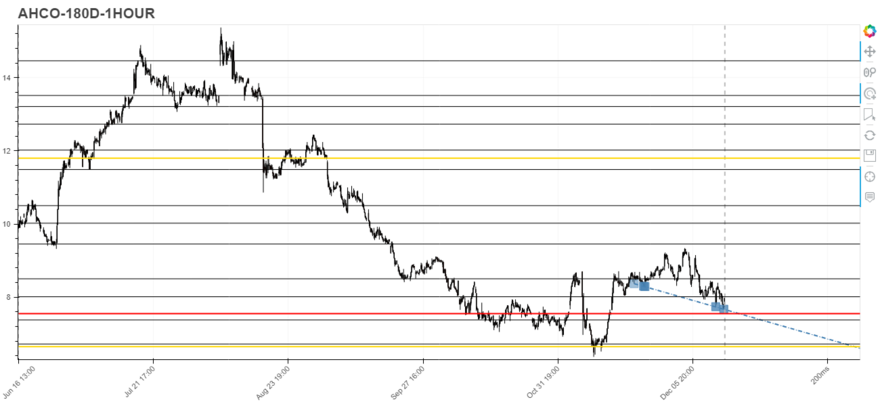 AHCO-180D-1HOUR
14
12
10
8
Jun 16 13:00
Jul 21 17:00
Aug 23 19:00
Sep 27 16:00
Oct 31 19:00
Dec 05 20:00
200ms